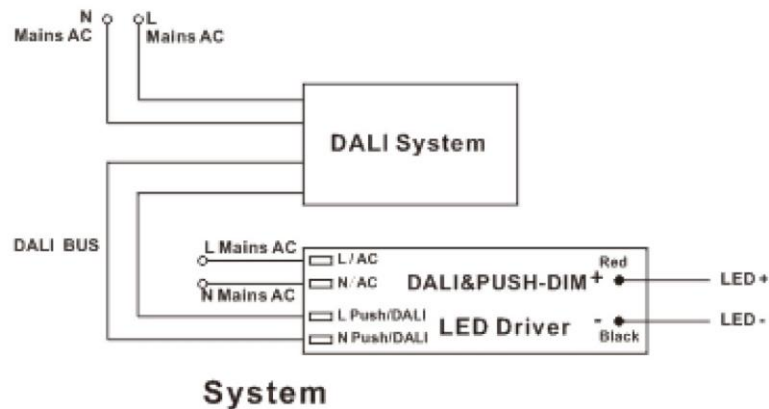 N
Mains AC
L
Mains AC
DALI System
DALI BUS
L Mains AC
N Mains AC
L / AC
N/AC
L Push/DALI
N Push/DALI
DALI&PUSH-DIM
LED Driver
Red
+
-
Black
LED +
LED -
System